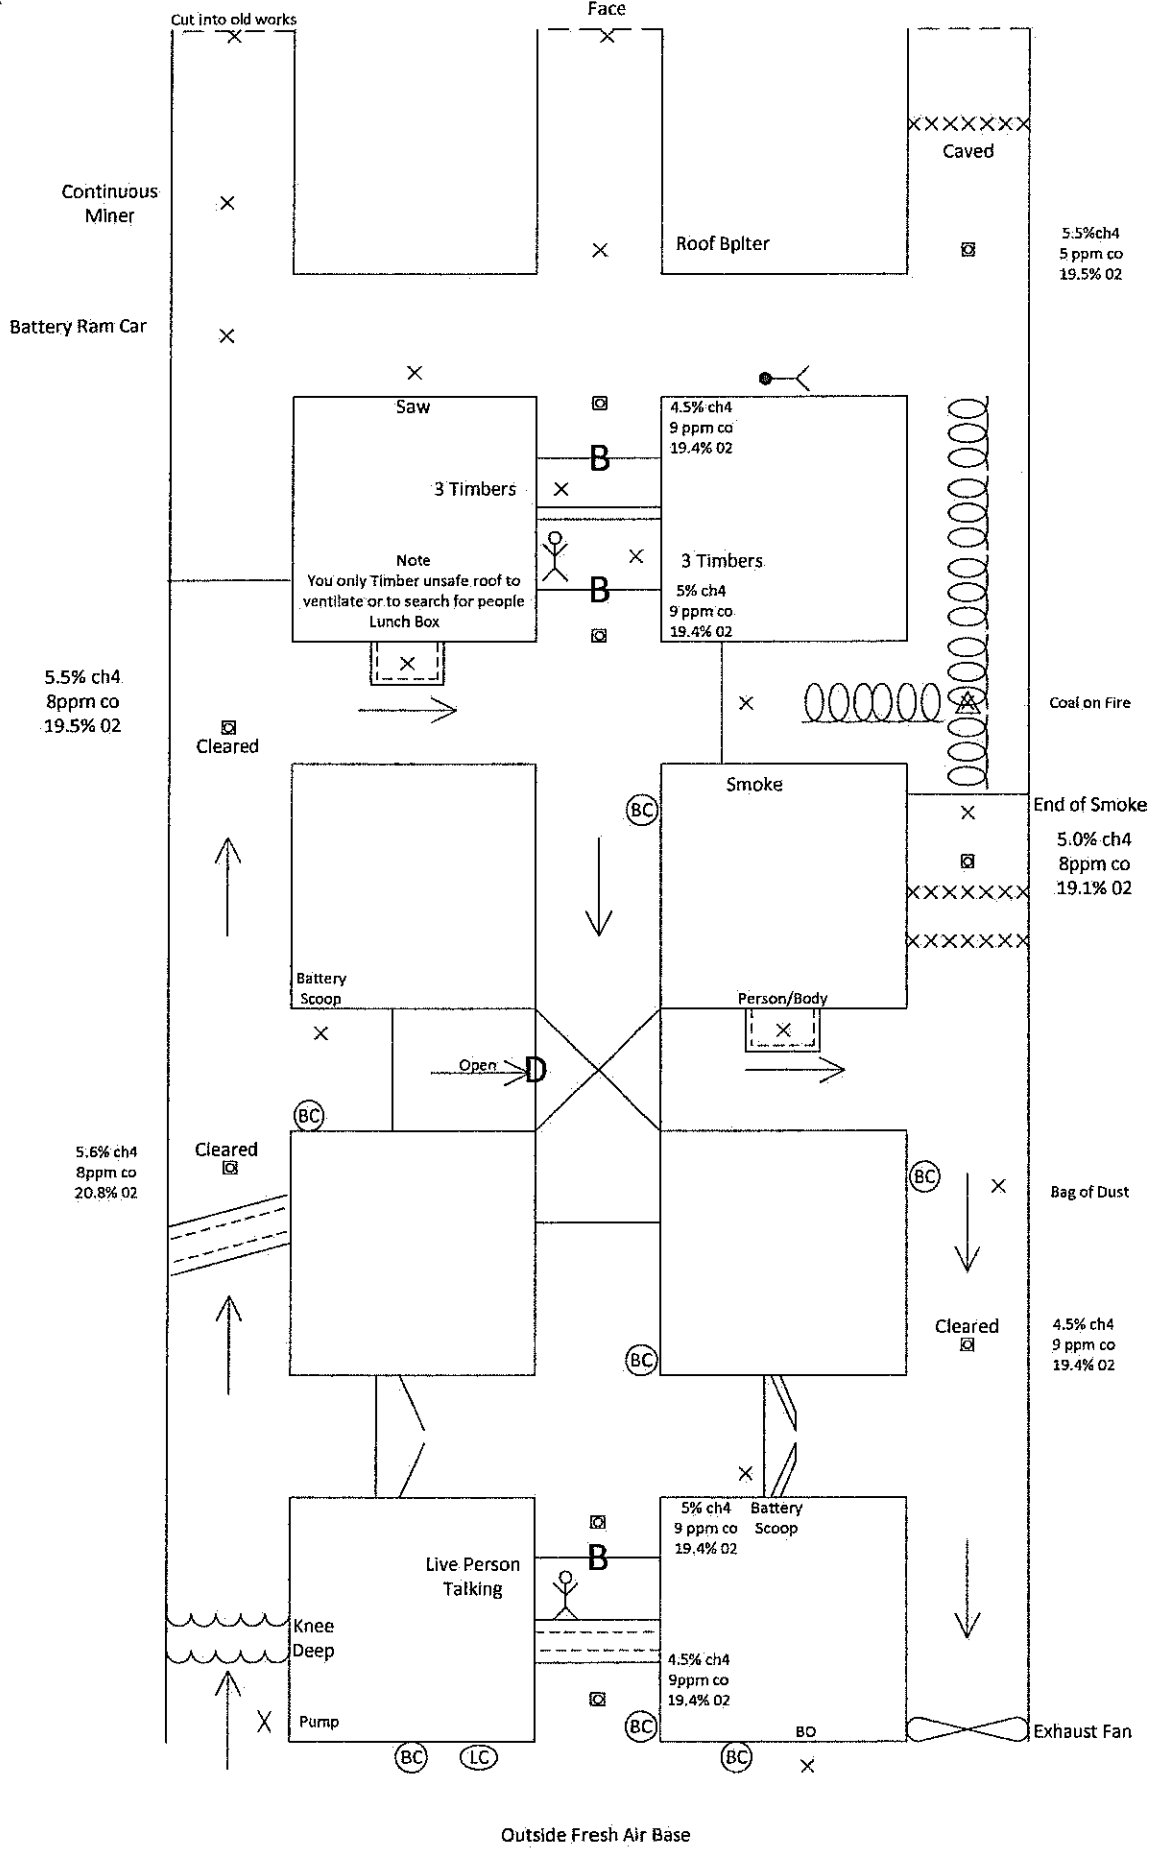 Face
Cut into old works
Caved
Continuous
Miner
Roof Bplter
5.5%ch4
5 ppm co
19.5% 02
Battery Ram Car
Saw
4.5% ch4
9 ppm co
19.4% 02
B
3 Timbers
3 Timbers
Note
You only Timber unsafe roof to
ventilate or to search for people
Lunch Box
B
5% ch4
9 ppm co
19.4% 02
5.5% ch4
8ppm co
19.5% 02
Cleared
Coal on Fire
Smoke
BC
End of Smoke
5.0% ch4
8ppm co
19.1% 02
Battery
Scoop
Person/Body
Open
D
BC
Cleared
5.6% ch4
8ppm co
20.8% 02
BC
Bag of Dust
Cleared
4.5% ch4
9 ppm co
19.4% 02
BC
5% ch4
9 ppm co
19.4% 02
Battery
Scoop
B
Live Person
Talking
Knee
Deep
4.5% ch4
9ppm co
19.4% 02
Pump
BC
BO
Exhaust Fan
BC
LC
BC
Outside Fresh Air Base